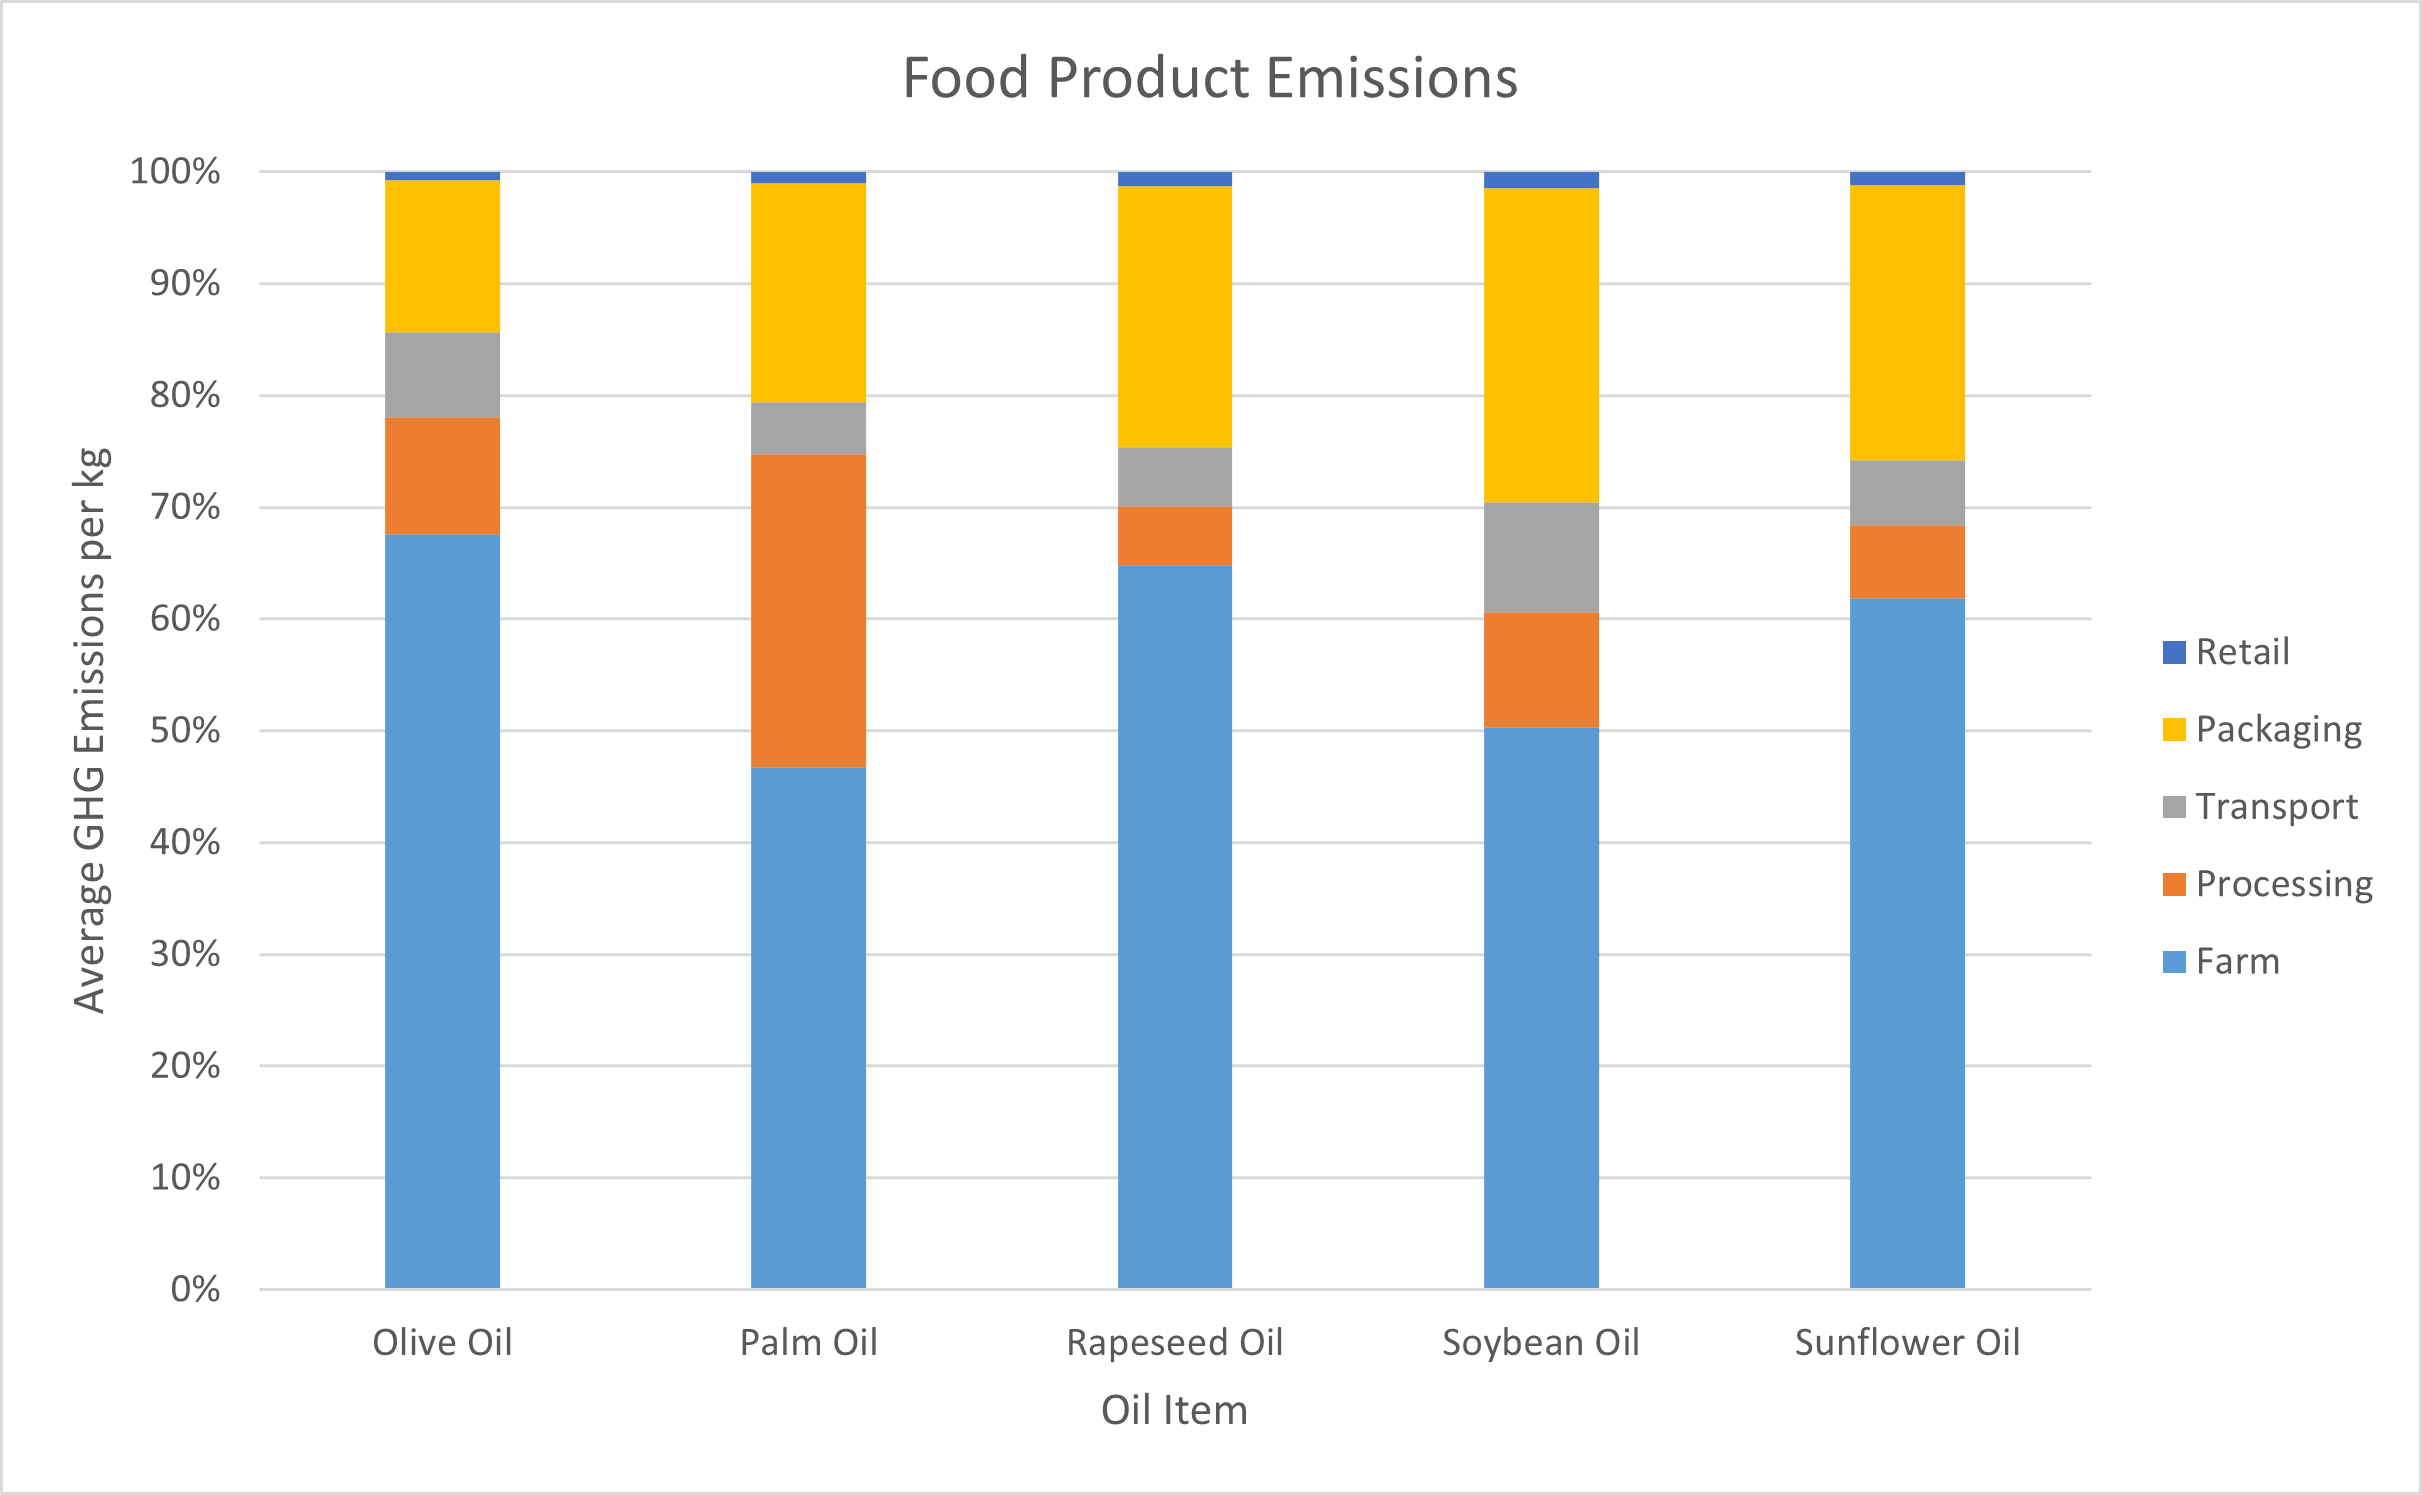 Food Product Emissions
Average GHG Emissions per kg
100%
90%
80%
70%
60%
50%
40%
30%
20%
10%
0%
Olive Oil
Palm Oil
Rapeseed Oil
Soybean Oil
Sunflower Oil
Oil Item
Retail
Packaging
Transport
Processing
Farm